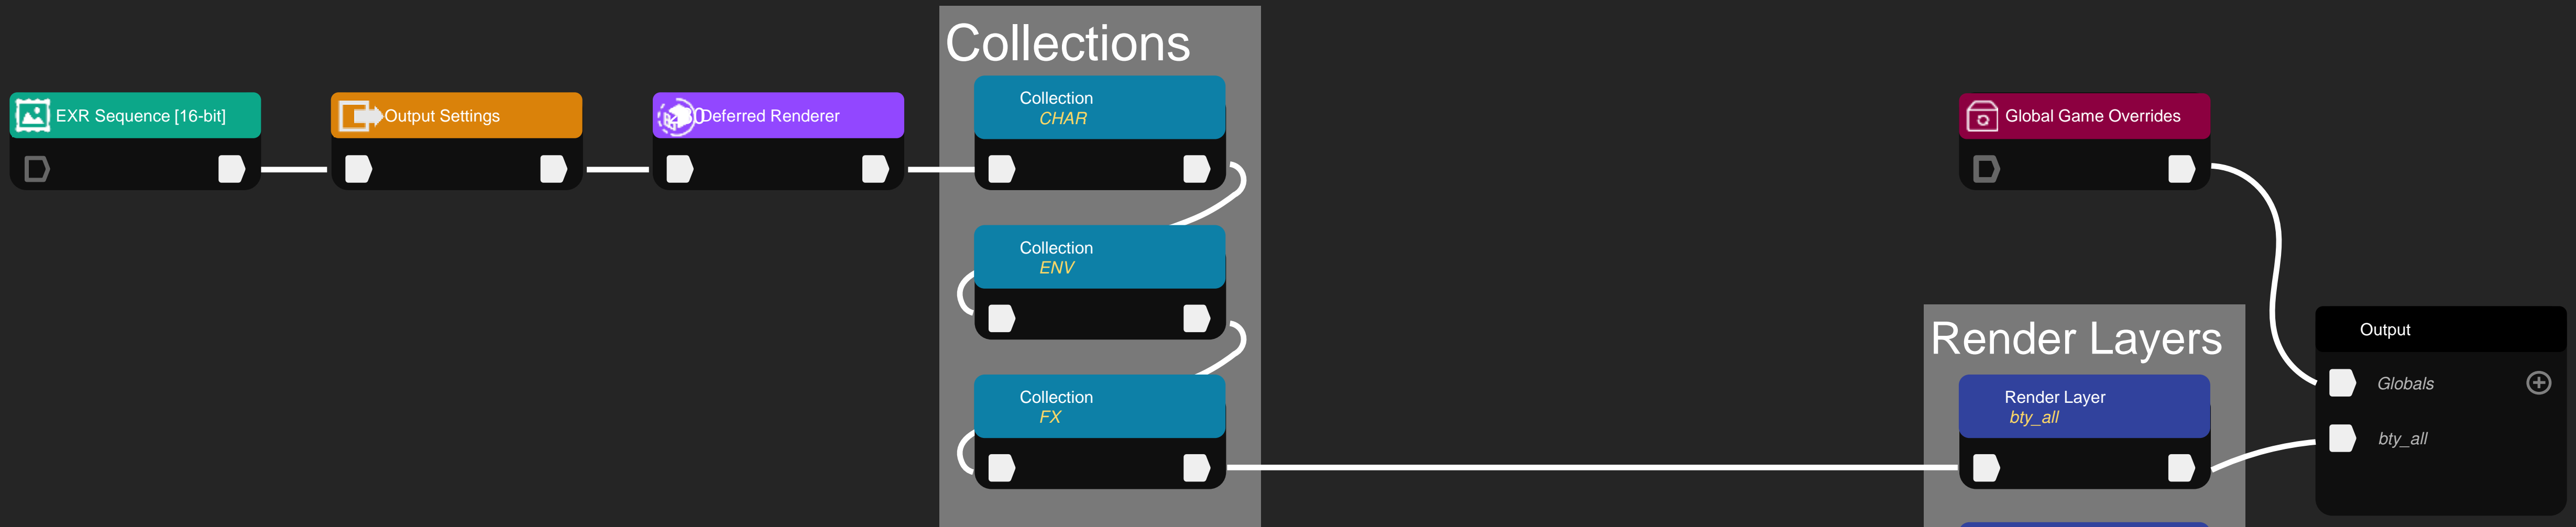 Collections
EXR Sequence [16-bit]
Output Settings
Deferred Renderer
Collection
CHAR
Global Game Overrides
Collection
ENV
Render Layers
Output
Globals
Collection
FX
Render Layer
bty_all
bty_all